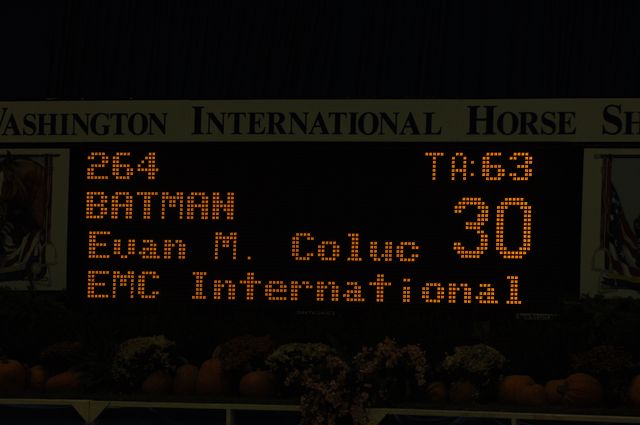 WASHINGTON INTERNATIONAL HORSE SH
264 TA:63
BATMAN 30
Evan M. Coluc
EMC International